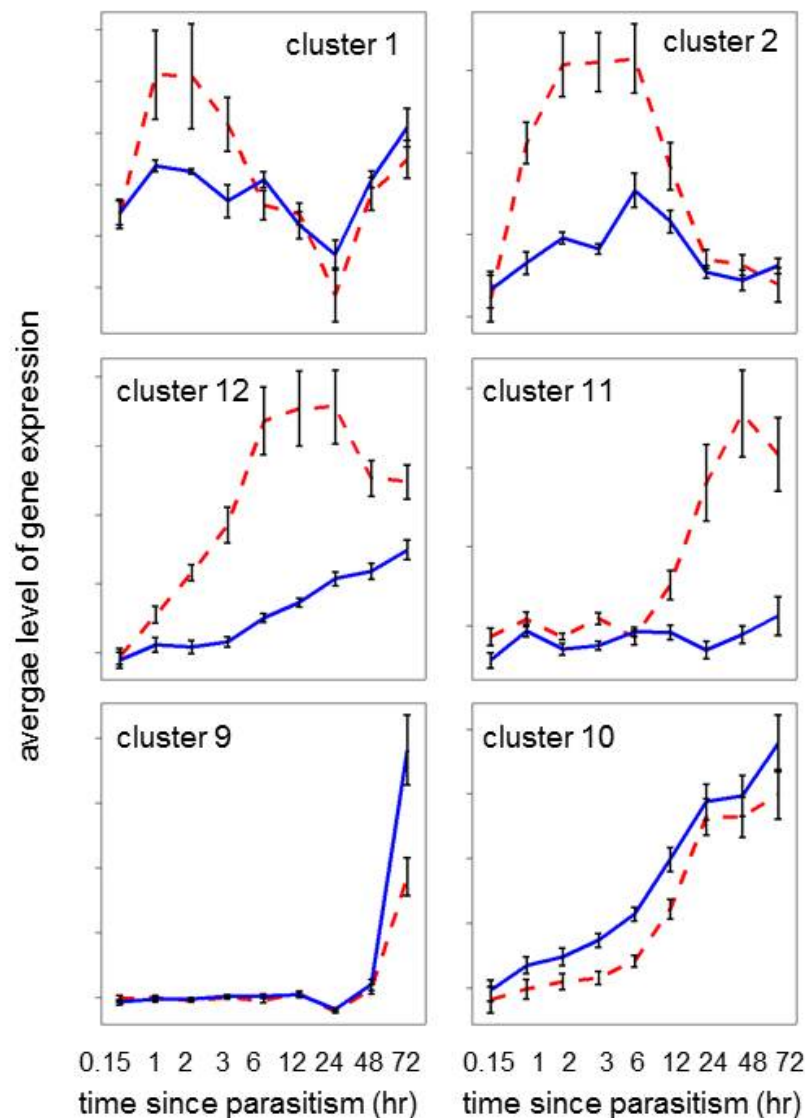 cluster 1
cluster 2
cluster 12
cluster 11
cluster 9
cluster 10
avergae level of gene expression
0.15 1 2 3 6 12 24 48 72
0.15 1 2 3 6 12 24 48 72
time since parasitism (hr)
time since parasitism (hr)